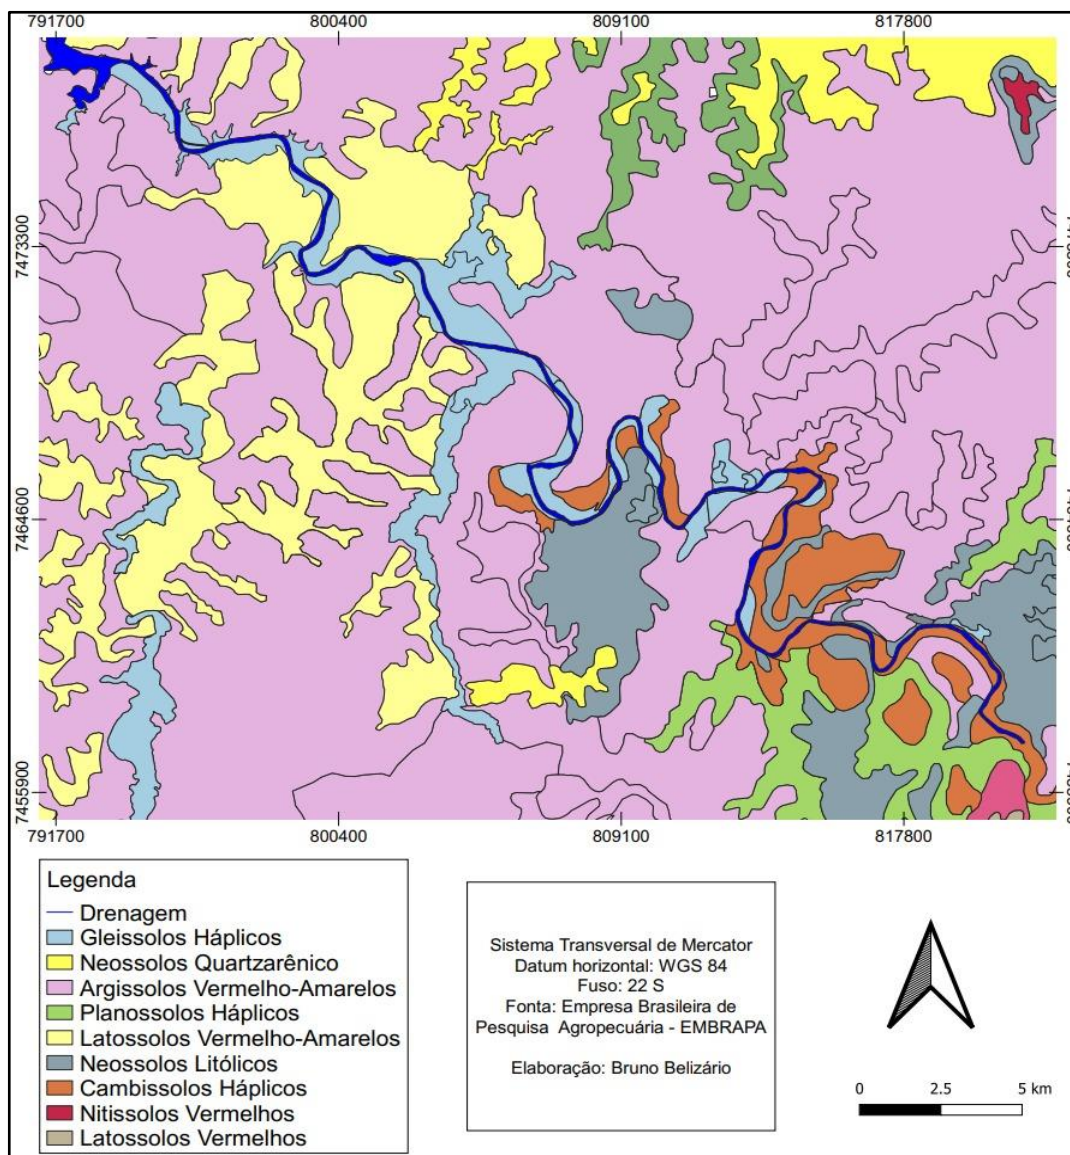 791700 800400 809100 817800
7473300
7464600
7455900
791700 800400 809100 817800
Legenda
Drenagem
Gleissolos Háplicos
Neossolos Quartzarênico
Argissolos Vermelho-Amarelos
Planossolos Háplicos
Latossolos Vermelho-Amarelos
Neossolos Litólicos
Cambissolos Háplicos
Nitissolos Vermelhos
Latossolos Vermelhos
Sistema Transversal de Mercator
Datum horizontal: WGS 84
Fuso: 22 S
Fonta: Empresa Brasileira de
Pesquisa Agropecuária - EMBRAPA
Elaboração: Bruno Belizário
0 2.5 5 km